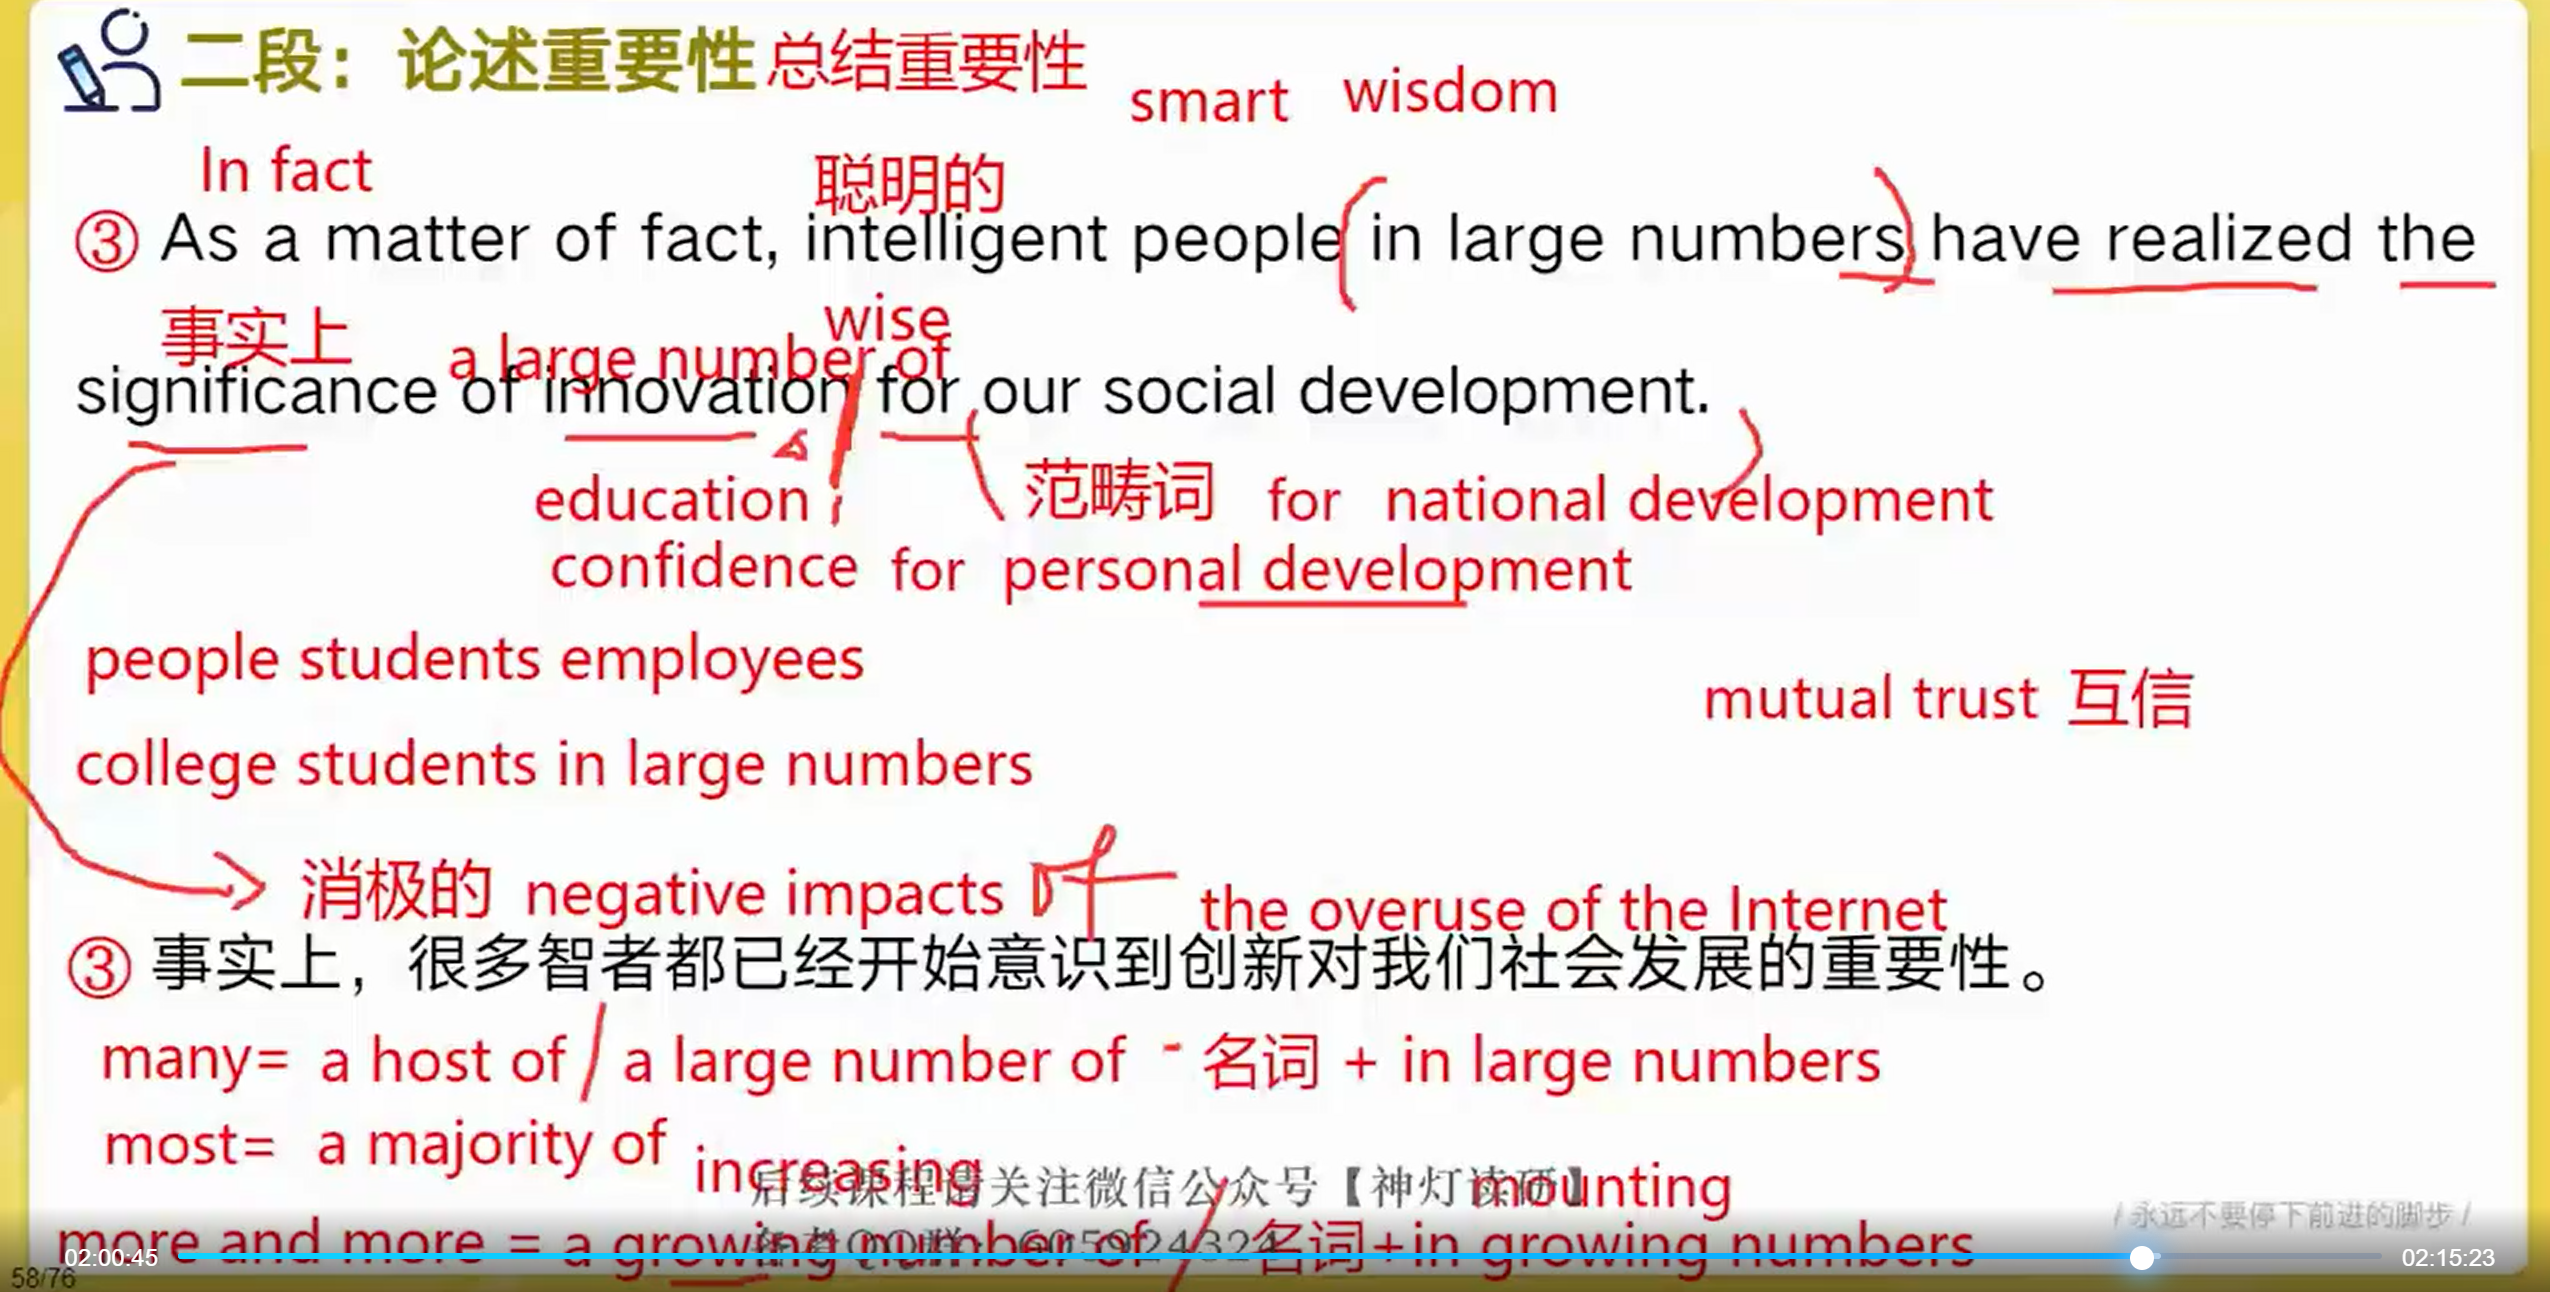 二段：论述重要性 总结重要性
smart wisdom
In fact
聪明的
③ As a matter of fact, intelligent people in large numbers have realized the
事实上
wise
a large number of
significance of innovation for our social development.
education
范畴词 for national development
confidence for personal development
people students employees
mutual trust 互信
college students in large numbers
消极的 negative impacts of the overuse of the Internet
③ 事实上，很多智者都已经开始意识到创新对我们社会发展的重要性。
many= a host of / a large number of - 名词 + in large numbers
most= a majority of
increasing
mounting
后续课程请关注微信公众号【神灯读研】
/ 永远不要停下前进的脚步 /
more and more = a growing number of / 名词+in growing numbers
02:00:45
02:15:23
58/76